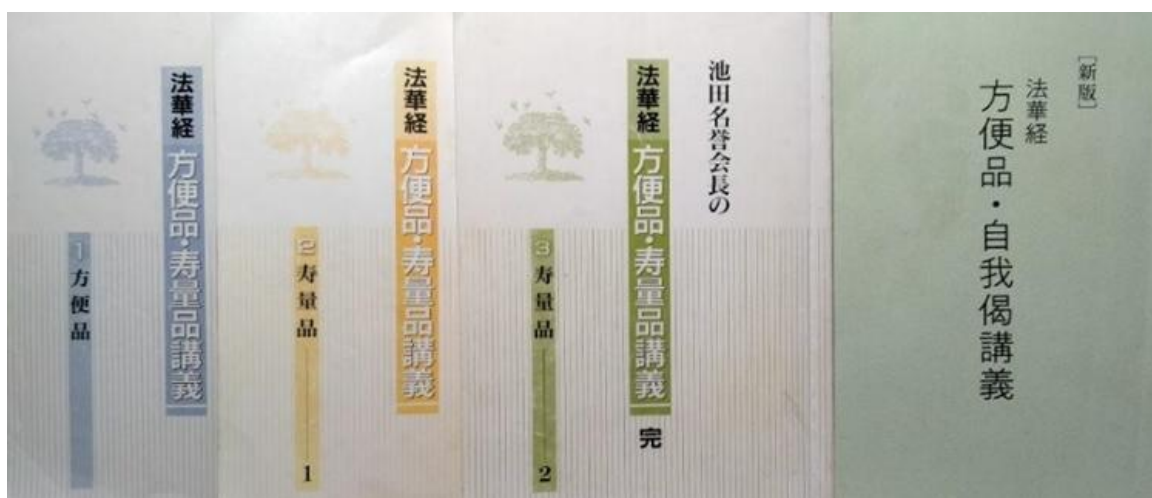 法華経 方便品・寿量品講義
1 方便品
法華経 方便品・寿量品講義
2 寿量品——1
池田名誉会長の
法華経 方便品・寿量品講義 完
3 寿量品——2
[新版]
法華経
方便品・自我偈講義